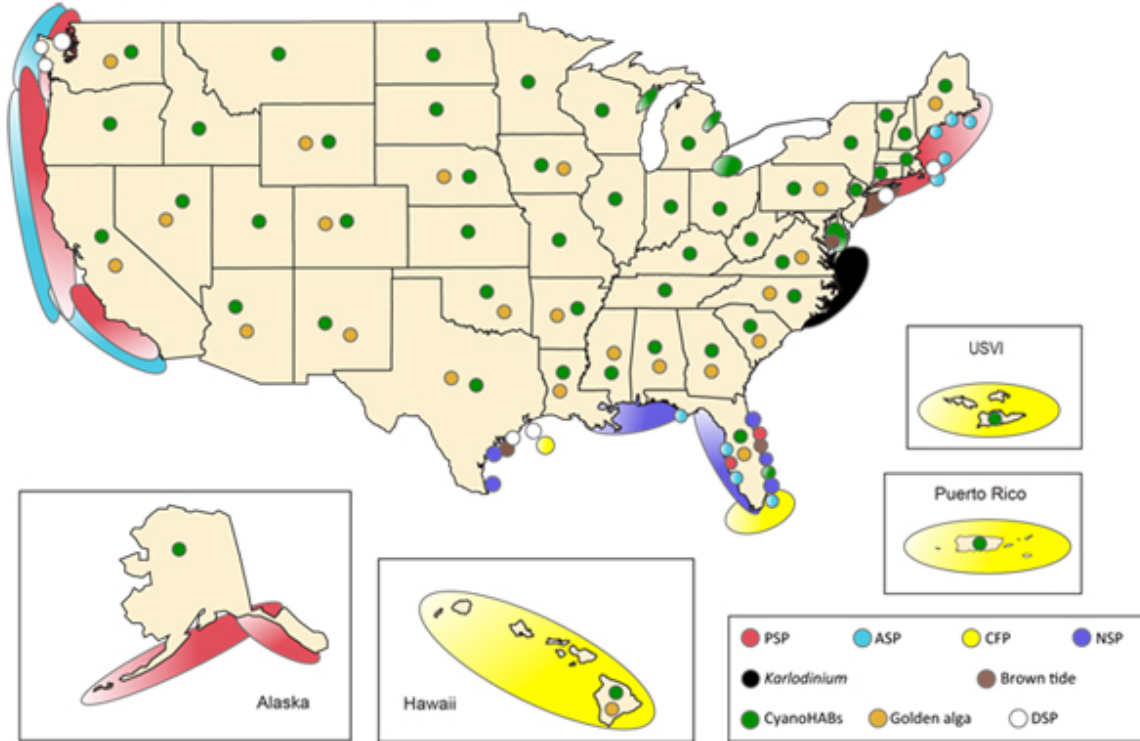 USVI
Puerto Rico
Alaska
Hawaii
PSP ASP CFP NSP
Karlodinium Brown tide
CyanoHABs Golden alga DSP